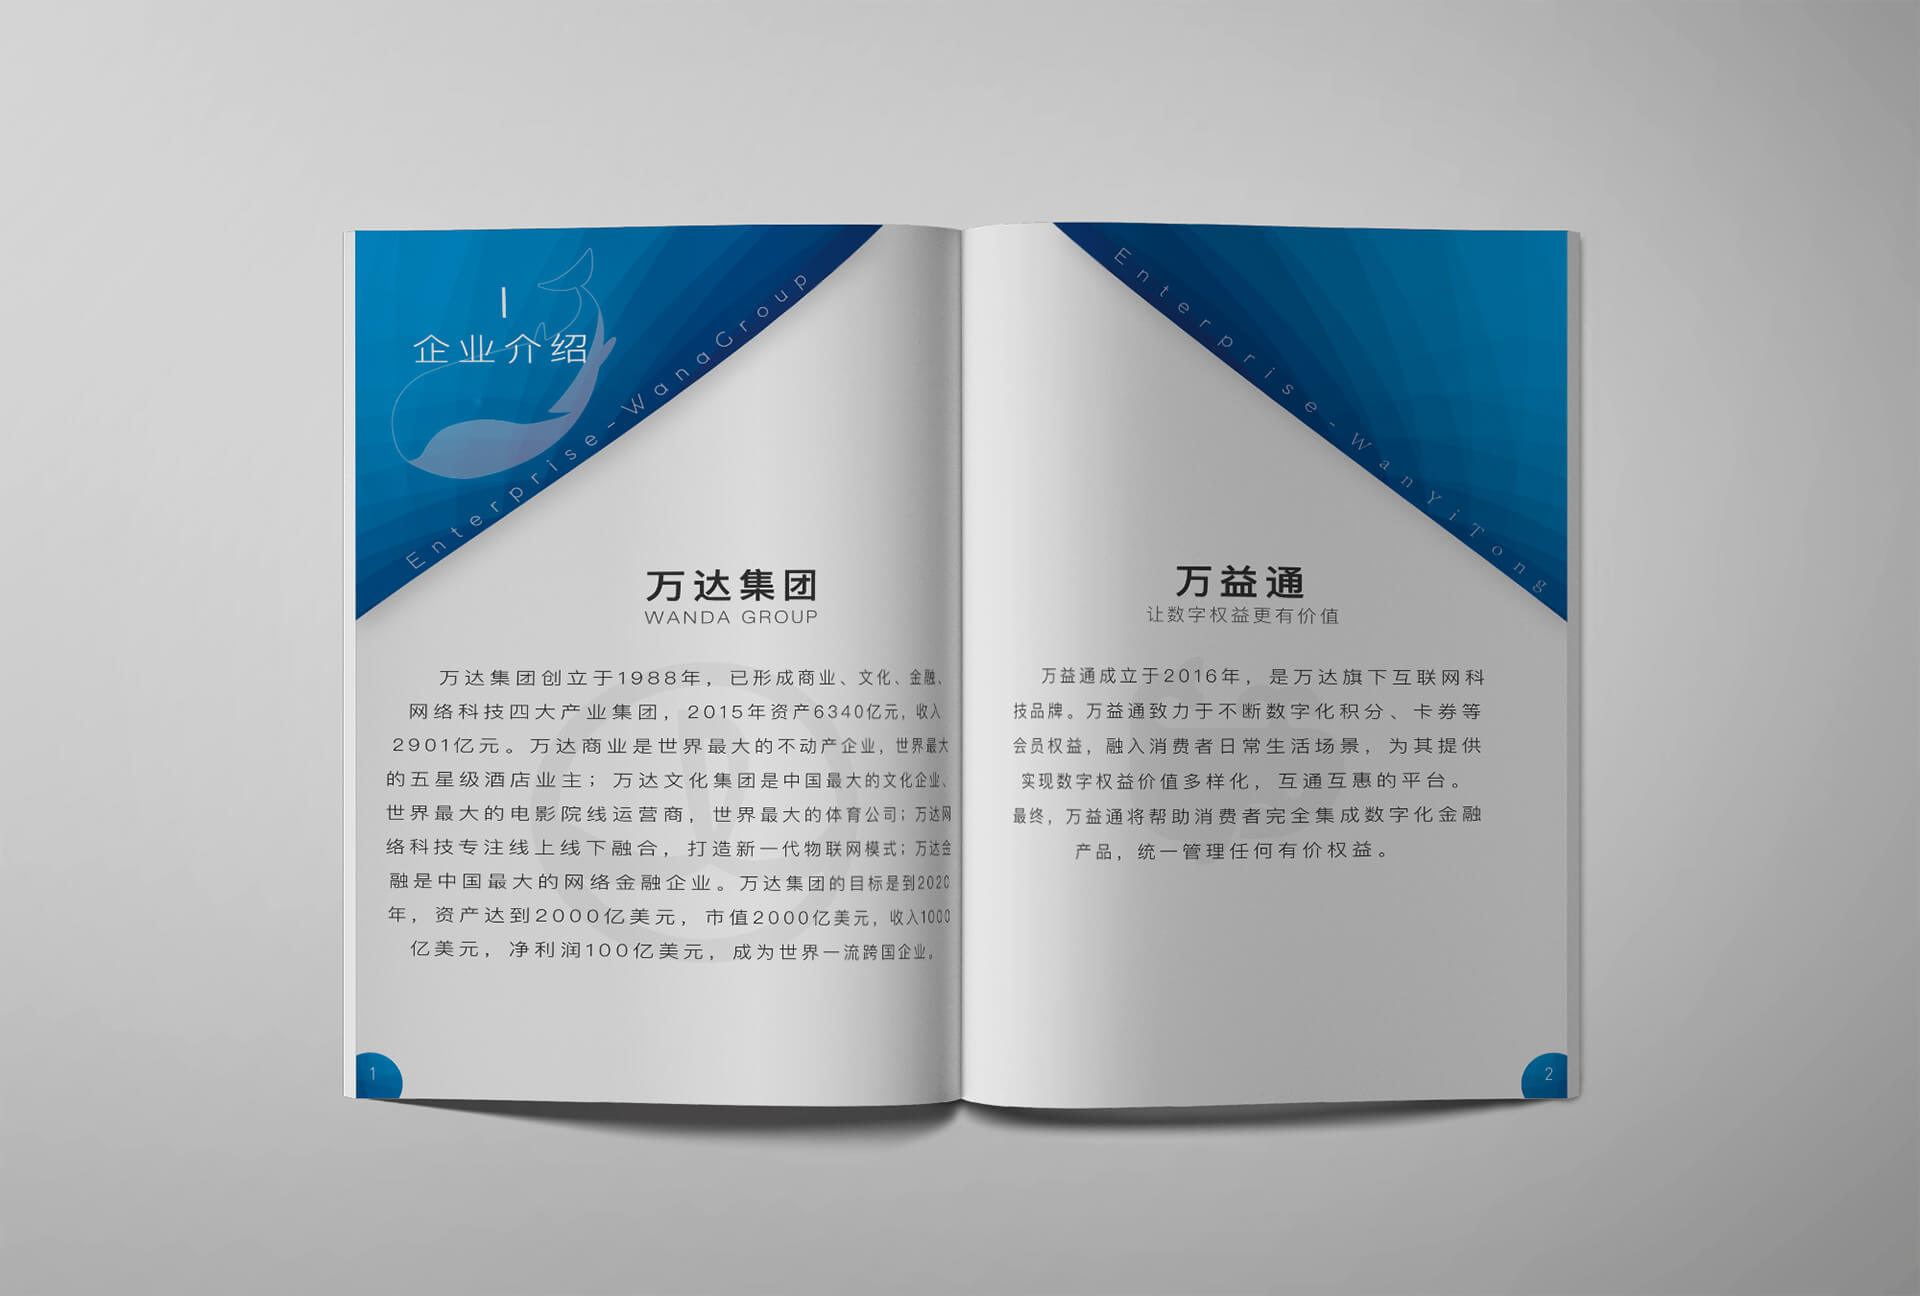 I
企业介绍
Enterprise-WanaGroup
万达集团
WANDA GROUP
万达集团创立于1988年，已形成商业、文化、金融、
网络科技四大产业集团，2015年资产6340亿元，收入
2901亿元。万达商业是世界最大的不动产企业，世界最大
的五星级酒店业主；万达文化集团是中国最大的文化企业、
世界最大的电影院线运营商，世界最大的体育公司；万达网
络科技专注线上线下融合，打造新一代物联网模式；万达金
融是中国最大的网络金融企业。万达集团的目标是到2020
年，资产达到2000亿美元，市值2000亿美元，收入1000
亿美元，净利润100亿美元，成为世界一流跨国企业。
1
Enterprise-WanYiTong
万益通
让数字权益更有价值
万益通成立于2016年，是万达旗下互联网科
技品牌。万益通致力于不断数字化积分、卡券等
会员权益，融入消费者日常生活场景，为其提供
实现数字权益价值多样化，互通互惠的平台。
最终，万益通将帮助消费者完全集成数字化金融
产品，统一管理任何有价权益。
2